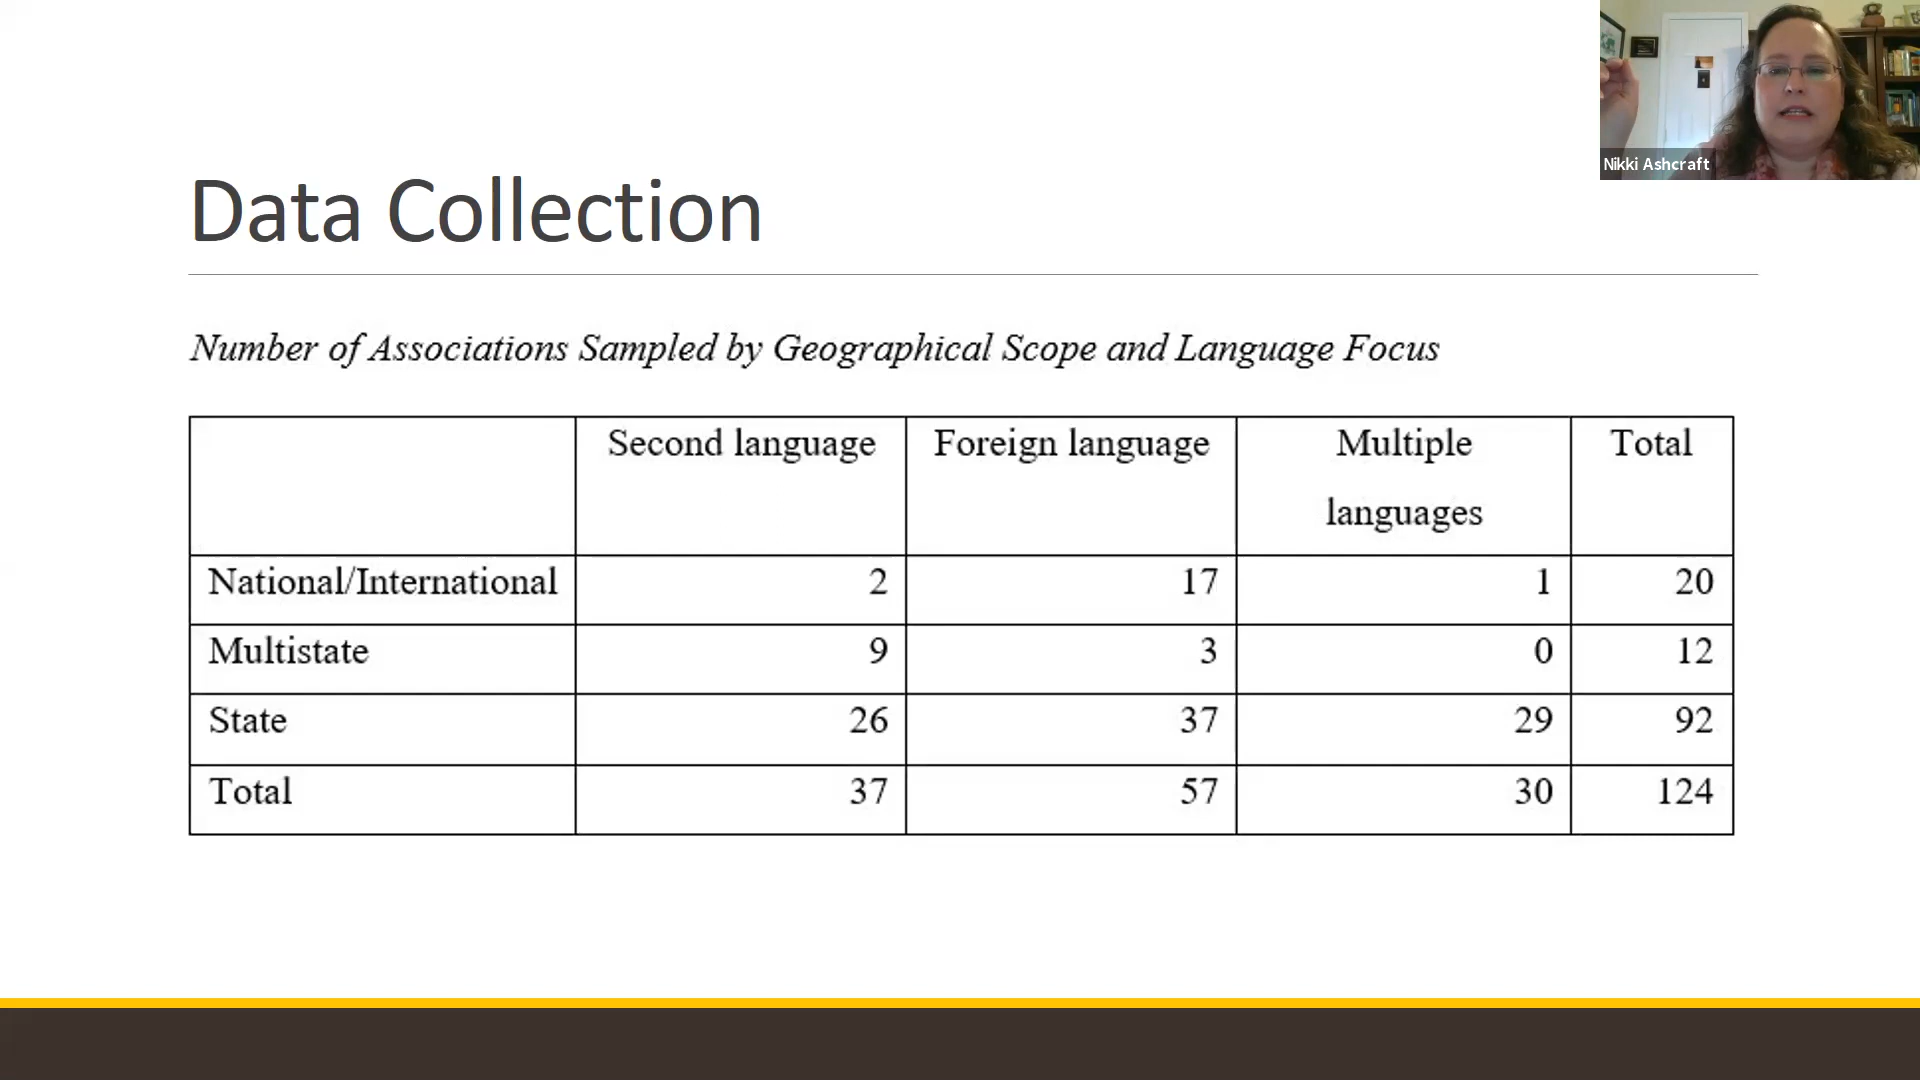 Nikki Ashcraft
Data Collection
Number of Associations Sampled by Geographical Scope and Language Focus
Second language Foreign language Multiple languages Total
National/International 2 17 1 20
Multistate 9 3 0 12
State 26 37 29 92
Total 37 57 30 124